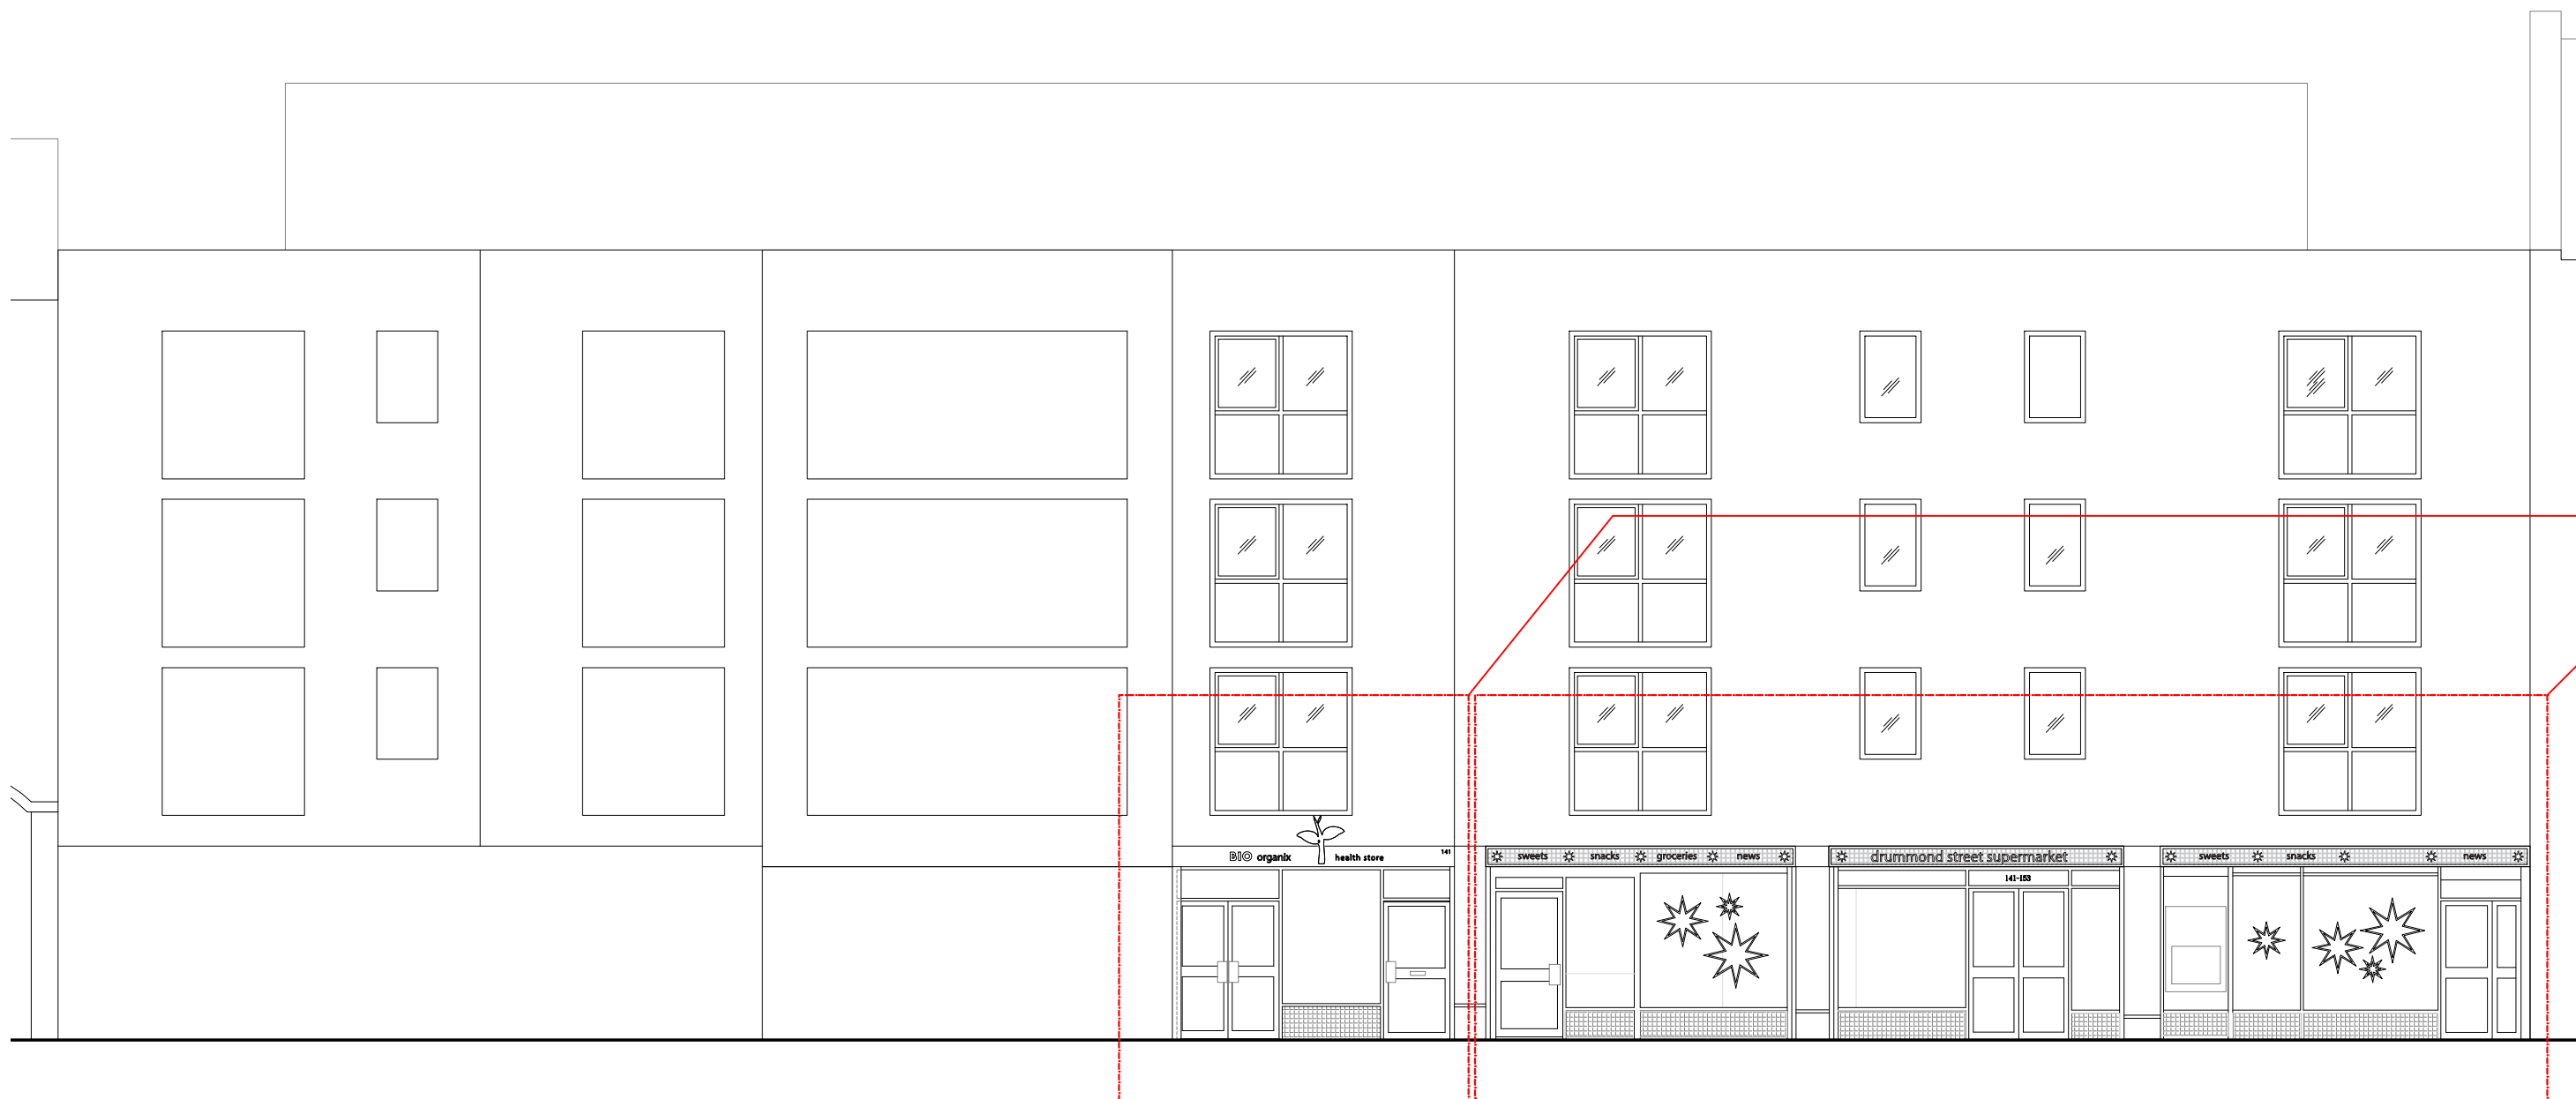 BIO organix health store 141
sweets snacks groceries news
drummond street supermarket
sweets snacks news
141-153